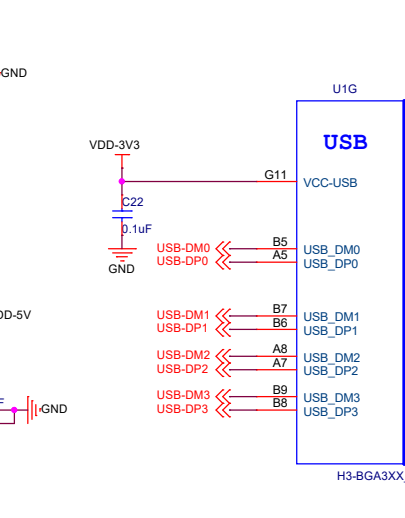 GND
U1G
USB
VDD-3V3
G11
VCC-USB
C22
0.1uF
GND
USB-DM0
B5
USB_DM0
USB-DP0
A5
USB_DP0
DD-5V
USB-DM1
B7
USB_DM1
USB-DP1
B6
USB_DP1
USB-DM2
A8
USB_DM2
USB-DP2
A7
USB_DP2
USB-DM3
B9
USB_DM3
USB-DP3
B8
USB_DP3
F
GND
H3-BGA3XX_